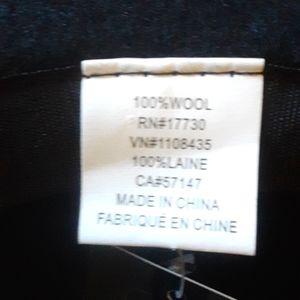 100%WOOL
RN#17730
VN#1108435
100%LAINE
CA#57147
MADE IN CHINA
FABRIQUÉ EN CHINE